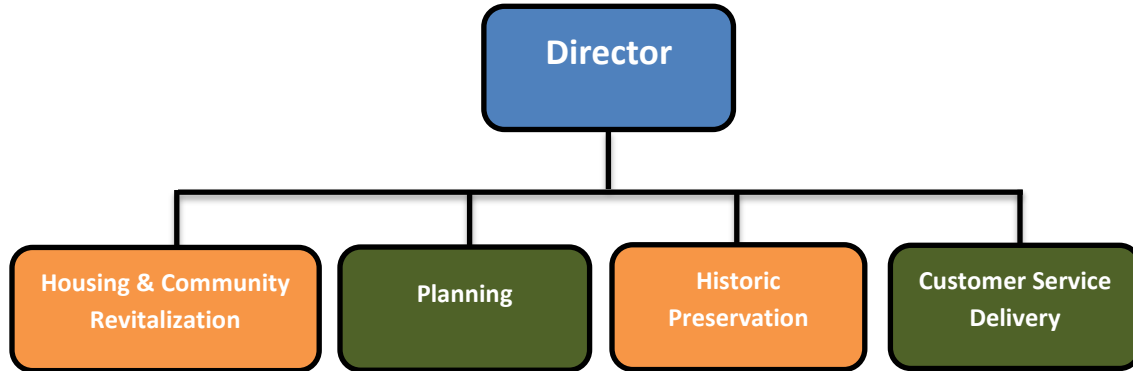 Director
Housing & Community
Revitalization
Planning
Historic
Preservation
Customer Service
Delivery